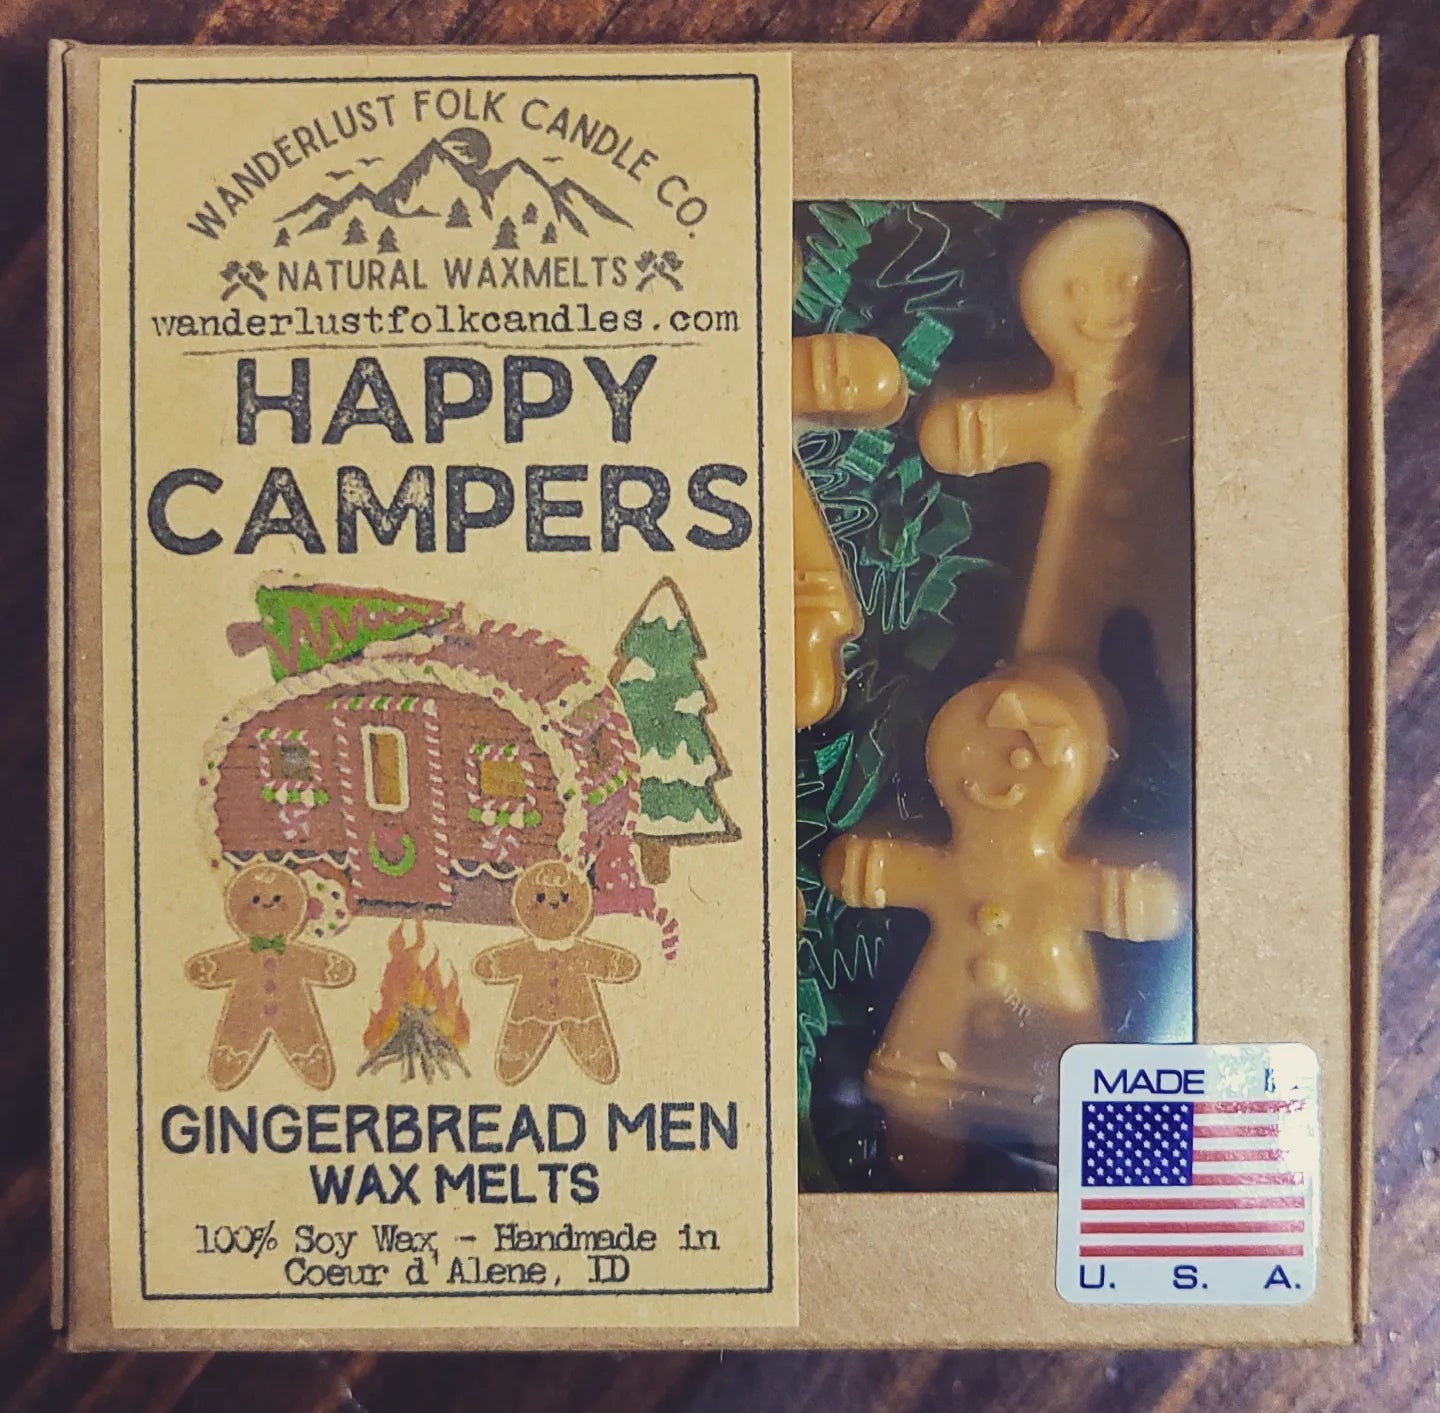 WANDERLUST FOLK CANDLE CO.
NATURAL WAXMELTS
wanderlustfolkcandles.com
HAPPY
CAMPERS
GINGERBREAD MEN
WAX MELTS
100% Soy Wax - Handmade in
Coeur d'Alene, ID
MADE
U. S. A.